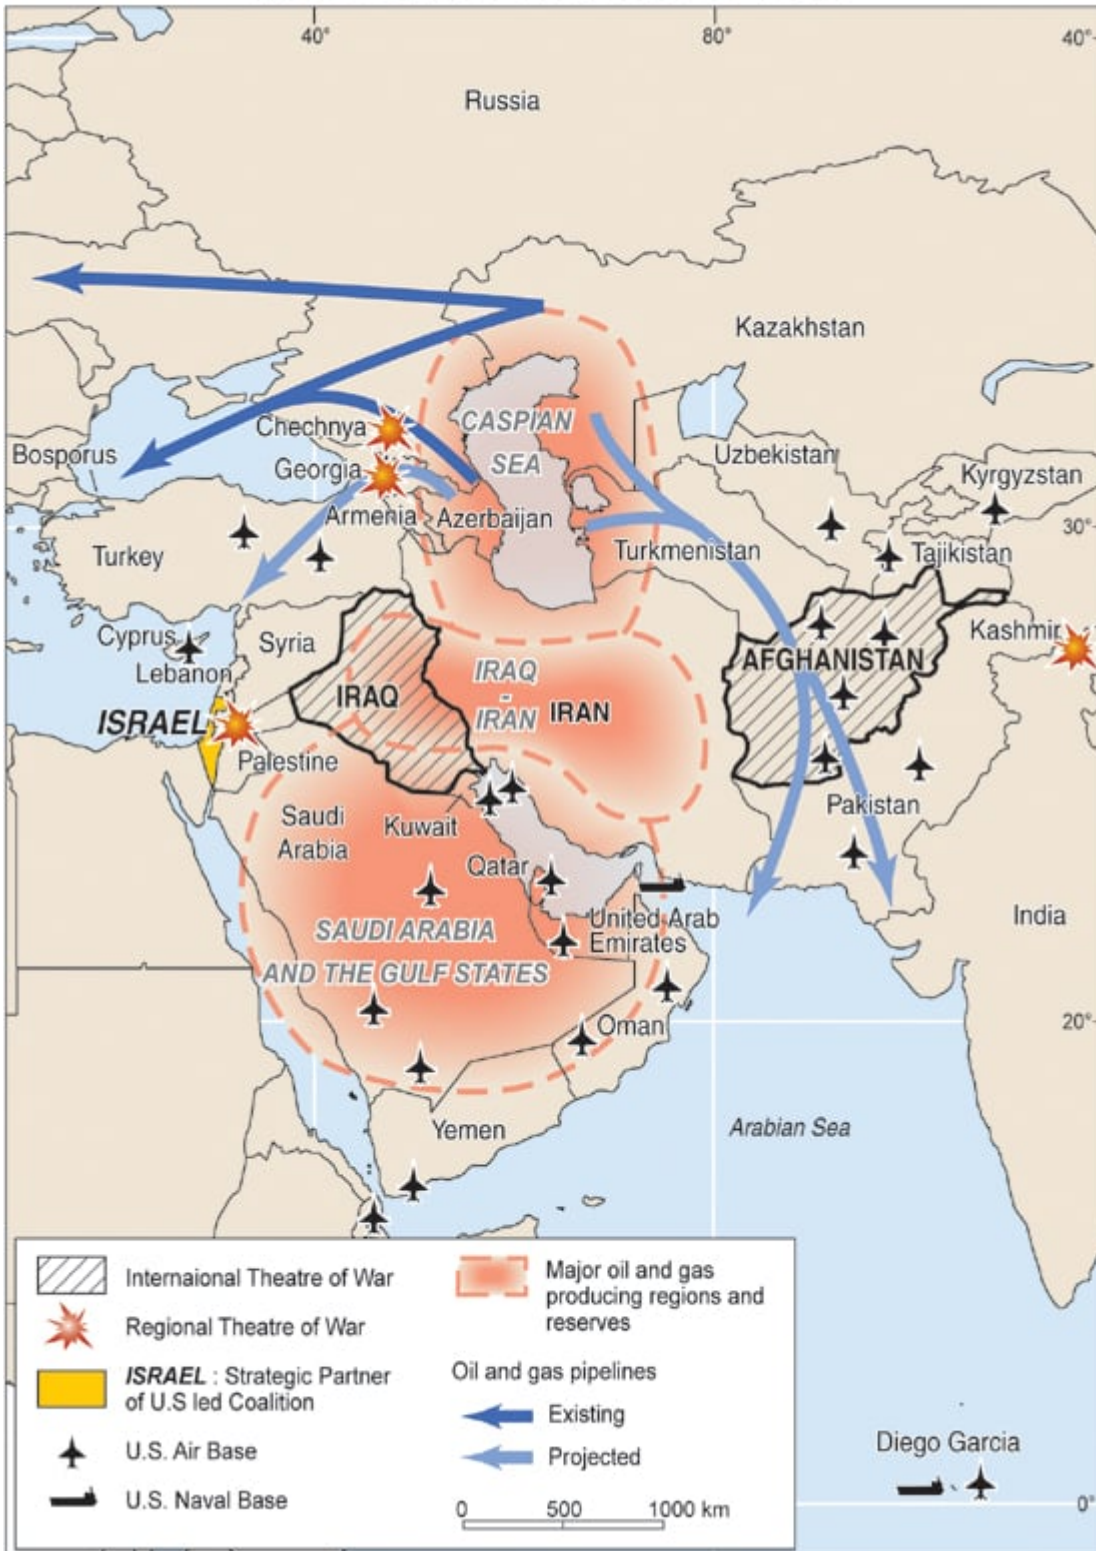 40°
80°
40°
Russia
Kazakhstan
CASPIAN
SEA
Chechnya
Bosporus
Georgia
Uzbekistan
Kyrgyzstan
Armenia
Azerbaijan
30°
Turkey
Turkmenistan
Tajikistan
Cyprus
Syria
Kashmir
Lebanon
AFGHANISTAN
IRAQ
-
IRAN
IRAQ
IRAN
ISRAEL
Palestine
Saudi
Arabia
Kuwait
Pakistan
Qatar
United Arab
Emirates
India
SAUDI ARABIA
AND THE GULF STATES
Oman
20°
Yemen
Arabian Sea
Internaional Theatre of War
Regional Theatre of War
ISRAEL : Strategic Partner
of U.S led Coalition
U.S. Air Base
U.S. Naval Base
Major oil and gas
producing regions and
reserves
Oil and gas pipelines
Existing
Projected
0 500 1000 km
Diego Garcia
0°